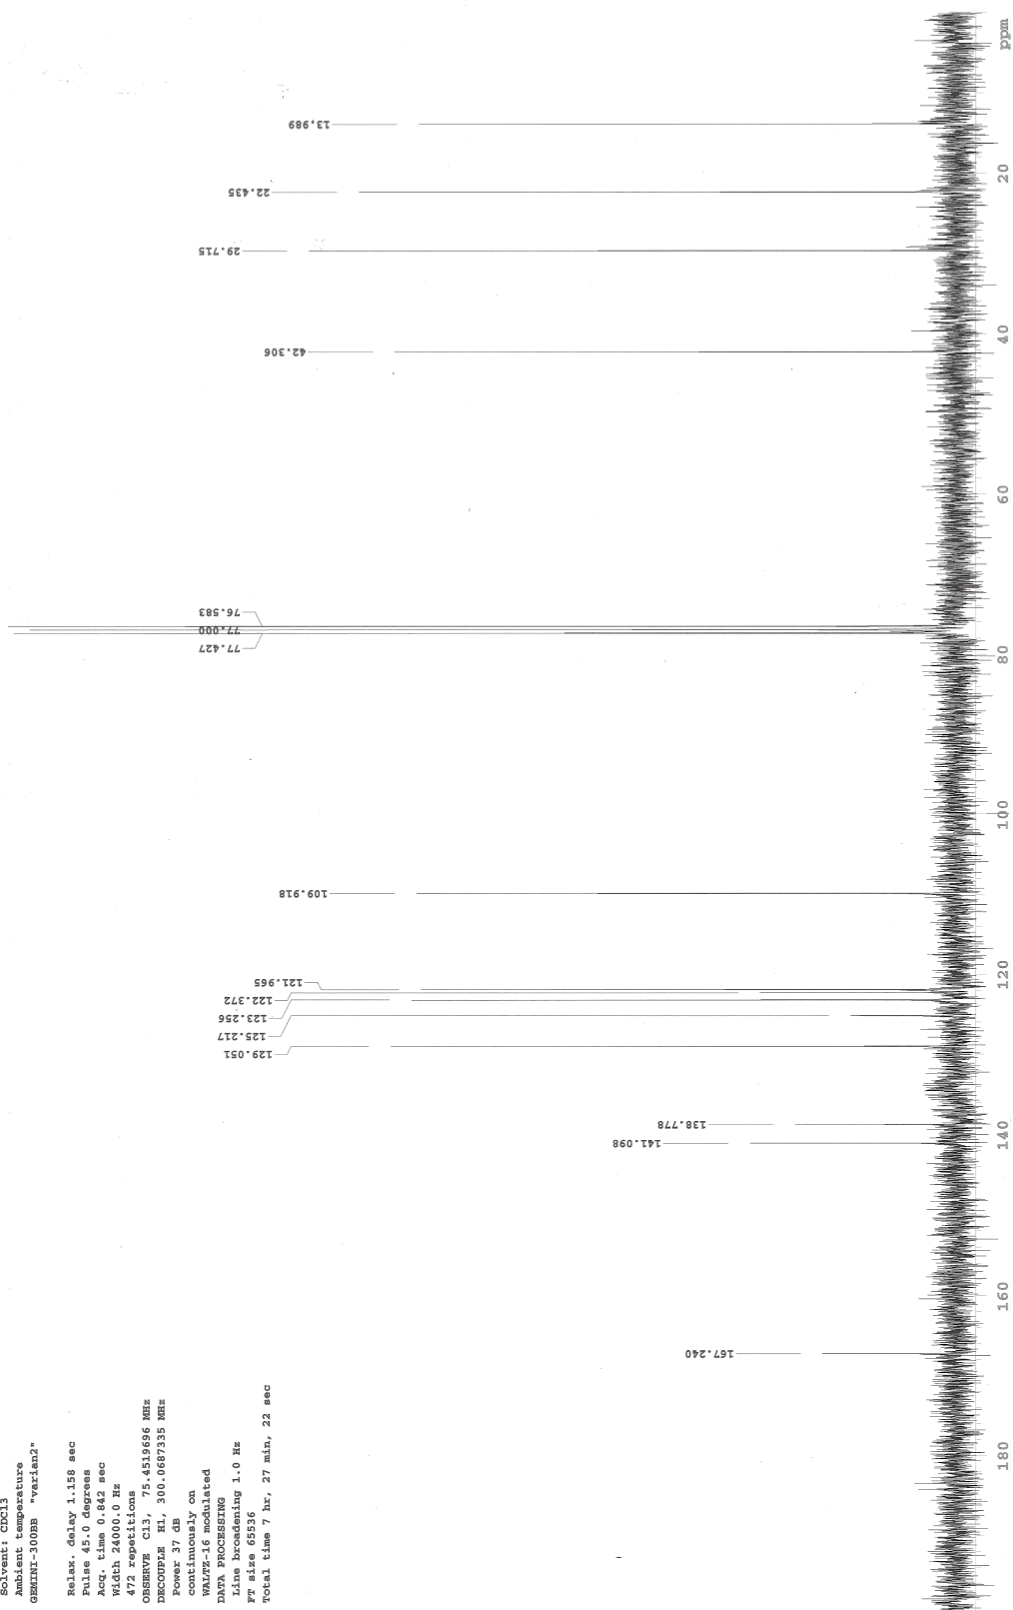 Solvent: CDCl3
Ambient temperature
GEMINI-300BB "varian2"
Relax. delay 1.158 sec
Pulse 45.0 degrees
Acq. time 0.842 sec
Width 24000.0 Hz
472 repetitions
OBSERVE C13, 75.4519696 MHz
DECOUPLE H1, 300.0687335 MHz
Power 37 dB
continuously on
WALTZ-16 modulated
DATA PROCESSING
Line broadening 1.0 Hz
FT size 65536
Total time 7 hr, 27 min, 22 sec
167.240
141.098
138.778
129.051
125.217
123.256
122.372
121.965
109.918
77.427
77.000
76.583
42.306
29.715
22.435
13.989
180
160
140
120
100
80
60
40
20
ppm